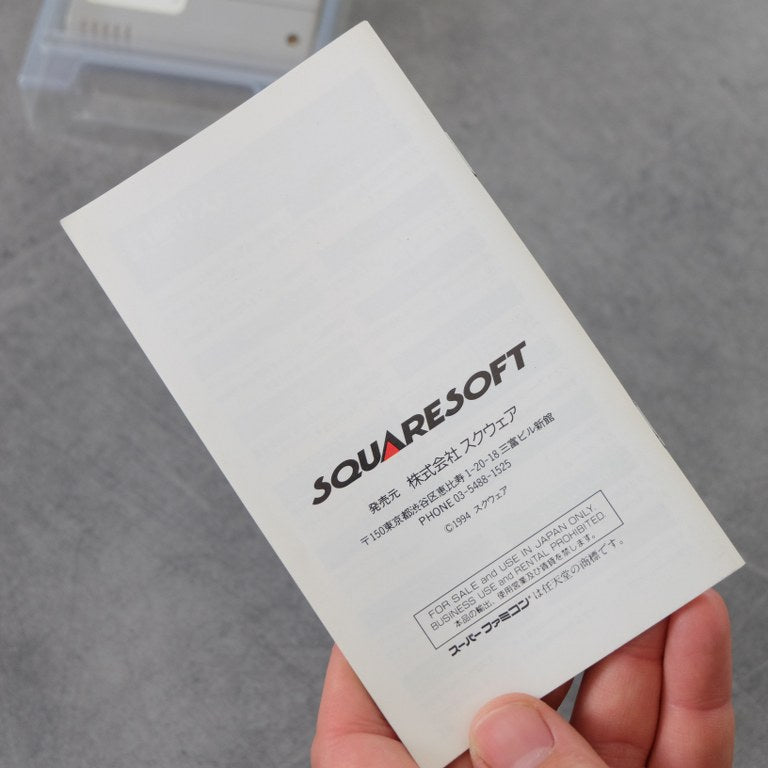 SQUARESOFT
発売元 株式会社 スクウェア
〒150東京都渋谷区恵比寿1-20-18 三富ビル新館
PHONE 03-5488-1525
©1994 スクウェア
FOR SALE and USE IN JAPAN ONLY.
BUSINESS USE and RENTAL PROHIBITED.
本品の輸出、使用営業及び賃貸を禁じます。
スーパーファミコン®は任天堂の商標です。